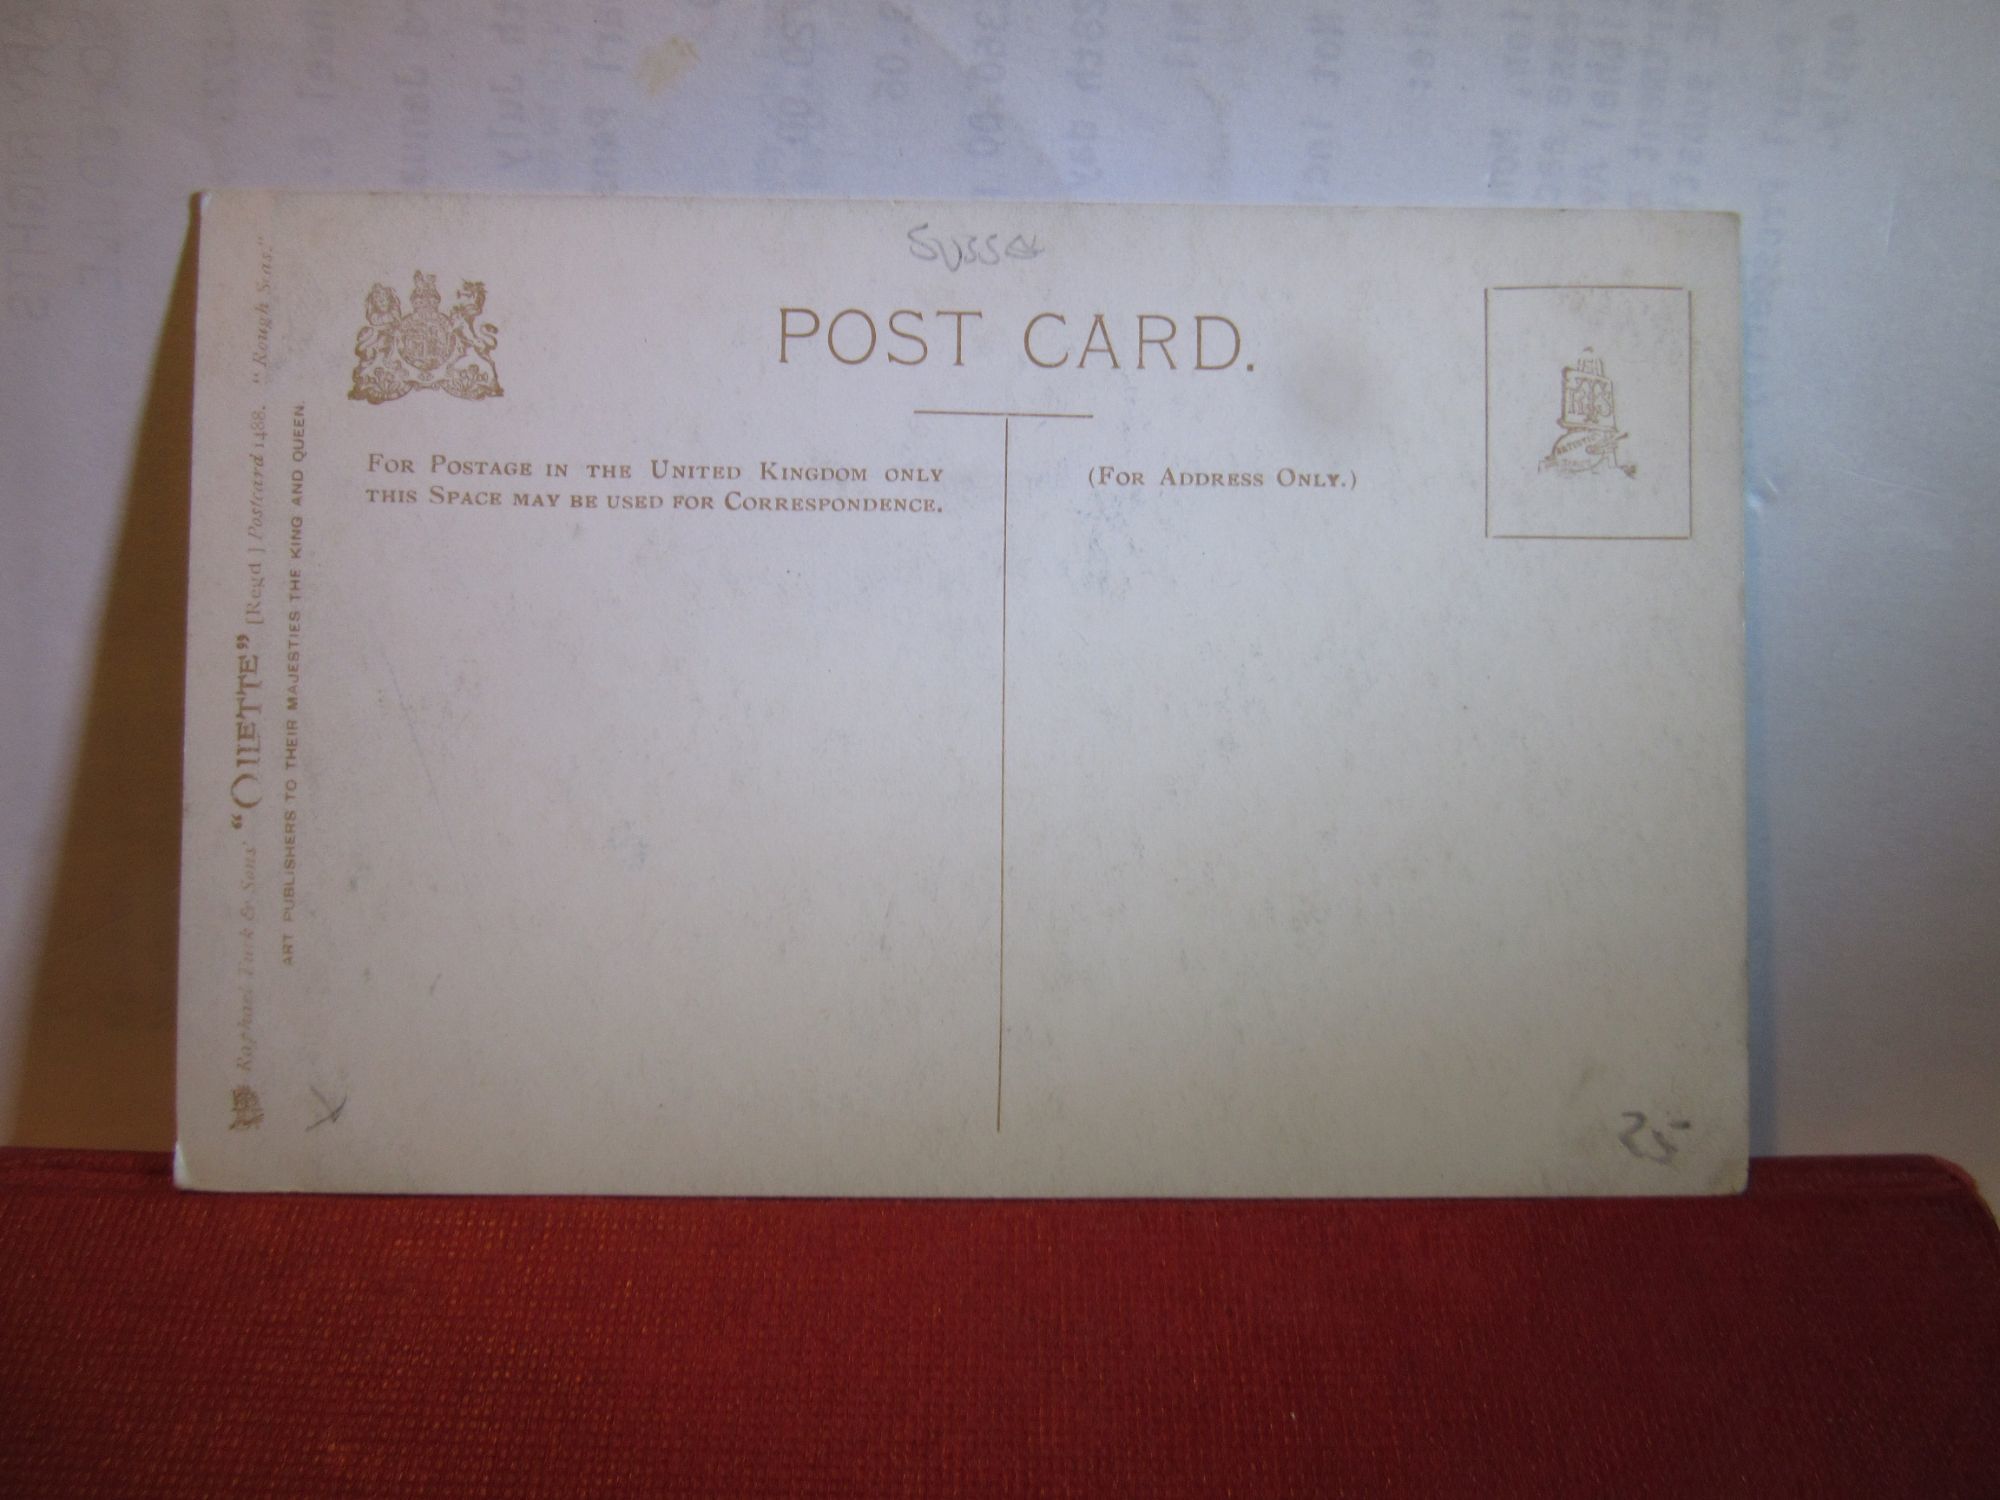 Sussex
POST CARD.
FOR POSTAGE IN THE UNITED KINGDOM ONLY
THIS SPACE MAY BE USED FOR CORRESPONDENCE.
(FOR ADDRESS ONLY.)
RTS
ARTISTIC
Raphael Tuck & Sons' "OILETTE" [Regd] Postcard 1488. "Rough Seas."
ART PUBLISHERS TO THEIR MAJESTIES THE KING AND QUEEN.
X
25